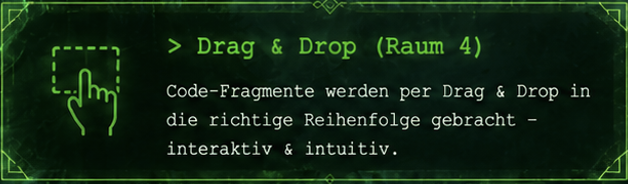 > Drag & Drop (Raum 4)
Code-Fragmente werden per Drag & Drop in
die richtige Reihenfolge gebracht –
interaktiv & intuitiv.